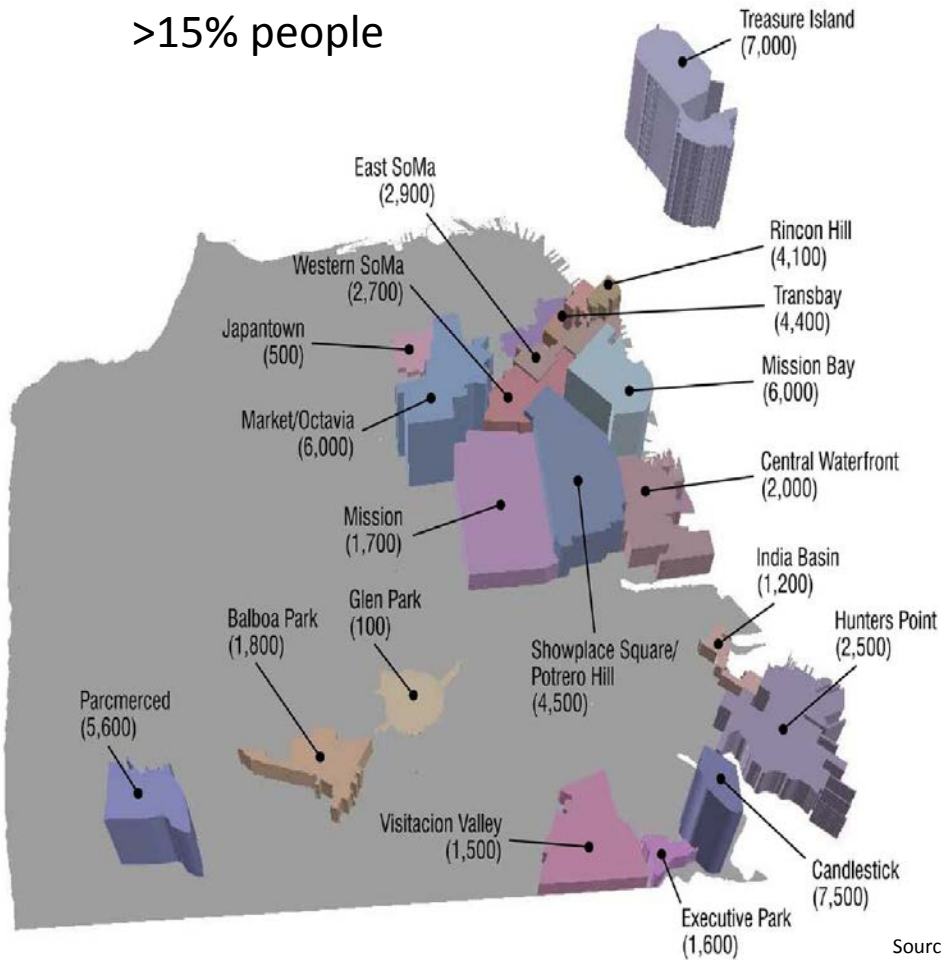 >15% people
Treasure Island
(7,000)
East SoMa
(2,900)
Rincon Hill
(4,100)
Western SoMa
(2,700)
Transbay
(4,400)
Japantown
(500)
Mission Bay
(6,000)
Market/Octavia
(6,000)
Central Waterfront
(2,000)
Mission
(1,700)
India Basin
(1,200)
Glen Park
(100)
Balboa Park
(1,800)
Hunters Point
(2,500)
Showplace Square/
Potrero Hill
(4,500)
Parcmerced
(5,600)
Visitacion Valley
(1,500)
Candlestick
(7,500)
Executive Park
(1,600)
Sourc